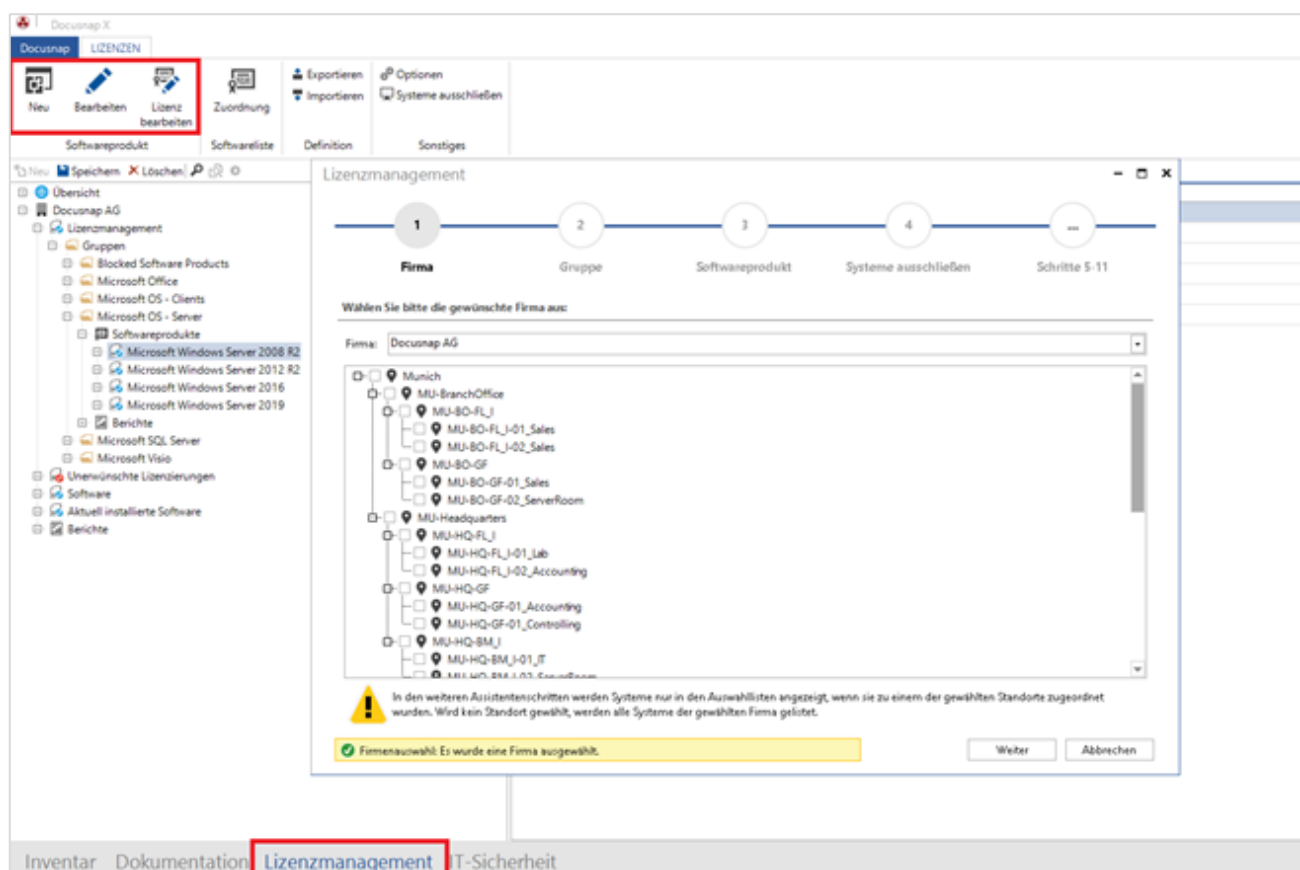 Docusnap X
Docusnap LIZENZEN
Neu Bearbeiten Lizenz bearbeiten Zuordnung Exportieren Importieren Optionen Systeme ausschließen
Softwareprodukt Softwareliste Definition Sonstiges
Neu Speichern Löschen
Übersicht
Docusnap AG
Lizenzmanagement
Gruppen
Blocked Software Products
Microsoft Office
Microsoft OS - Clients
Microsoft OS - Server
Softwareprodukte
Microsoft Windows Server 2008 R2
Microsoft Windows Server 2012 R2
Microsoft Windows Server 2016
Microsoft Windows Server 2019
Berichte
Microsoft SQL Server
Microsoft Visio
Unerwünschte Lizenzierungen
Software
Aktuell installierte Software
Berichte
Lizenzmanagement
1 2 3 4 ...
Firma Gruppe Softwareprodukt Systeme ausschließen Schritte 5-11
Wählen Sie bitte die gewünschte Firma aus:
Firma: Docusnap AG
Munich
MU-BranchOffice
MU-BO-FL_I
MU-BO-FL_I-01_Sales
MU-BO-FL_I-02_Sales
MU-BO-GF
MU-BO-GF-01_Sales
MU-BO-GF-02_ServerRoom
MU-Headquarters
MU-HQ-FL_I
MU-HQ-FL_I-01_Lab
MU-HQ-FL_I-02_Accounting
MU-HQ-GF
MU-HQ-GF-01_Accounting
MU-HQ-GF-01_Controlling
MU-HQ-BM_I
MU-HQ-BM_I-01_IT
MU-HQ-BM_I-02_ServerRoom
In den weiteren Assistentenschritten werden Systeme nur in den Auswahllisten angezeigt, wenn sie zu einem der gewählten Standorte zugeordnet
wurden. Wird kein Standort gewählt, werden alle Systeme der gewählten Firma gelistet.
Firmenauswahl: Es wurde eine Firma ausgewählt.
Weiter Abbrechen
Inventar Dokumentation Lizenzmanagement IT-Sicherheit